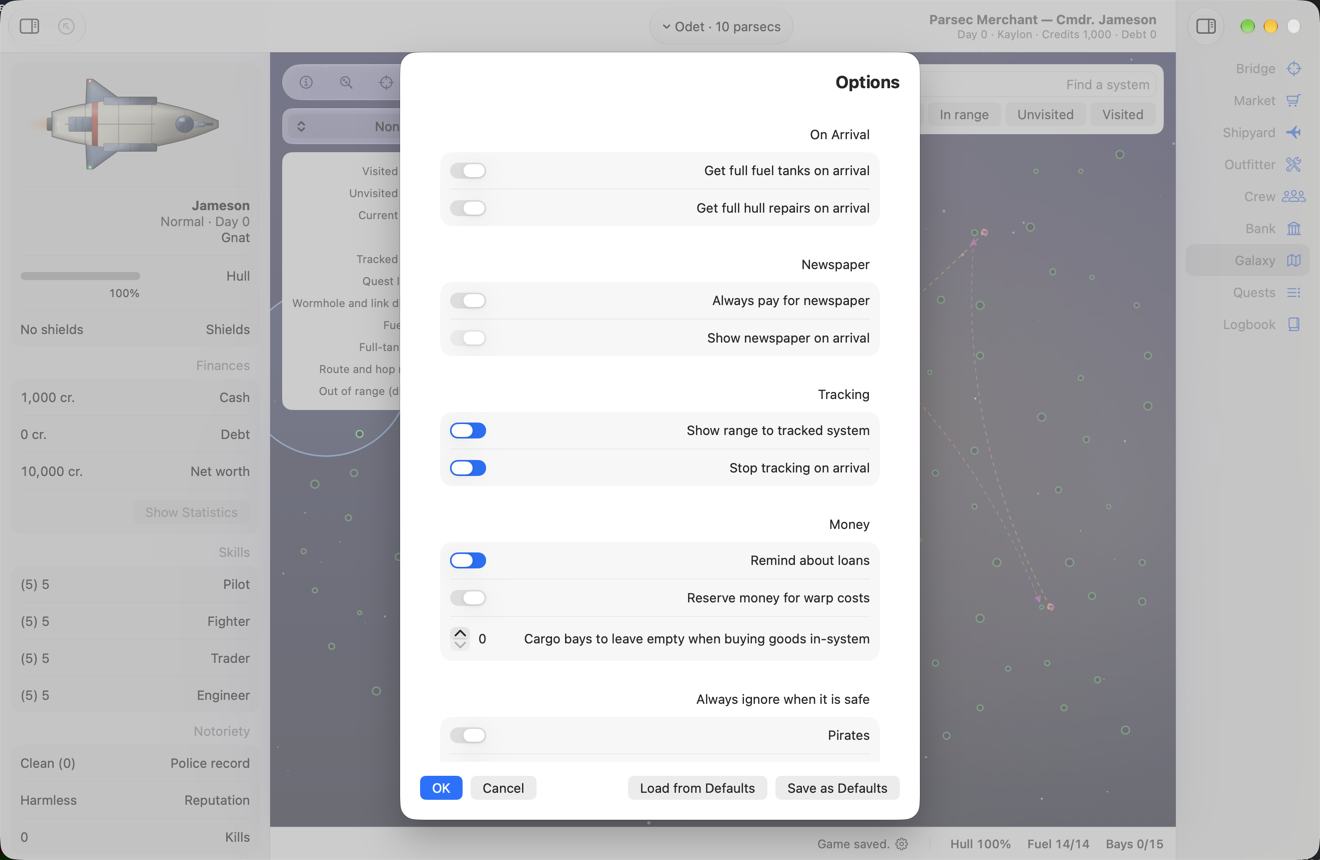 Odet · 10 parsecs
Parsec Merchant — Cmdr. Jameson
Day 0 · Kaylon · Credits 1,000 · Debt 0
Bridge
Market
Shipyard
Outfitter
Crew
Bank
Galaxy
Quests
Logbook
Find a system
In range
Unvisited
Visited
Non
Visited
Unvisited
Current
Tracked
Quest l
Wormhole and link d
Fue
Full-tan
Route and hop
Out of range (d
Jameson
Normal · Day 0
Gnat
Hull
100%
Shields
No shields
Finances
Cash
1,000 cr.
Debt
0 cr.
Net worth
10,000 cr.
Show Statistics
Skills
Pilot
(5) 5
Fighter
(5) 5
Trader
(5) 5
Engineer
(5) 5
Notoriety
Police record
Clean (0)
Reputation
Harmless
Kills
0
Options
On Arrival
Get full fuel tanks on arrival
Get full hull repairs on arrival
Newspaper
Always pay for newspaper
Show newspaper on arrival
Tracking
Show range to tracked system
Stop tracking on arrival
Money
Remind about loans
Reserve money for warp costs
Cargo bays to leave empty when buying goods in-system
0
Always ignore when it is safe
Pirates
OK
Cancel
Load from Defaults
Save as Defaults
Game saved.
Hull 100%
Fuel 14/14
Bays 0/15